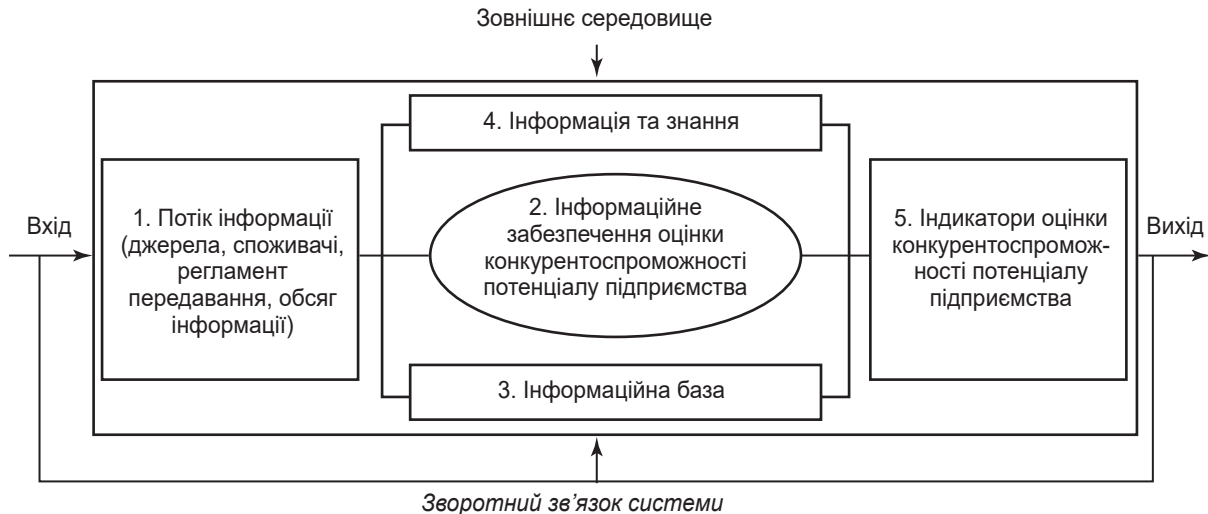 Зовнішнє середовище
4. Інформація та знання
Вхід
1. Потік інформації
(джерела, споживачі,
регламент
передавання, обсяг
інформації)
2. Інформаційне
забезпечення оцінки
конкурентоспроможності
потенціалу підприємства
5. Індикатори оцінки
конкурентоспромож-
ності потенціалу
підприємства
Вихід
3. Інформаційна база
Зворотний зв’язок системи